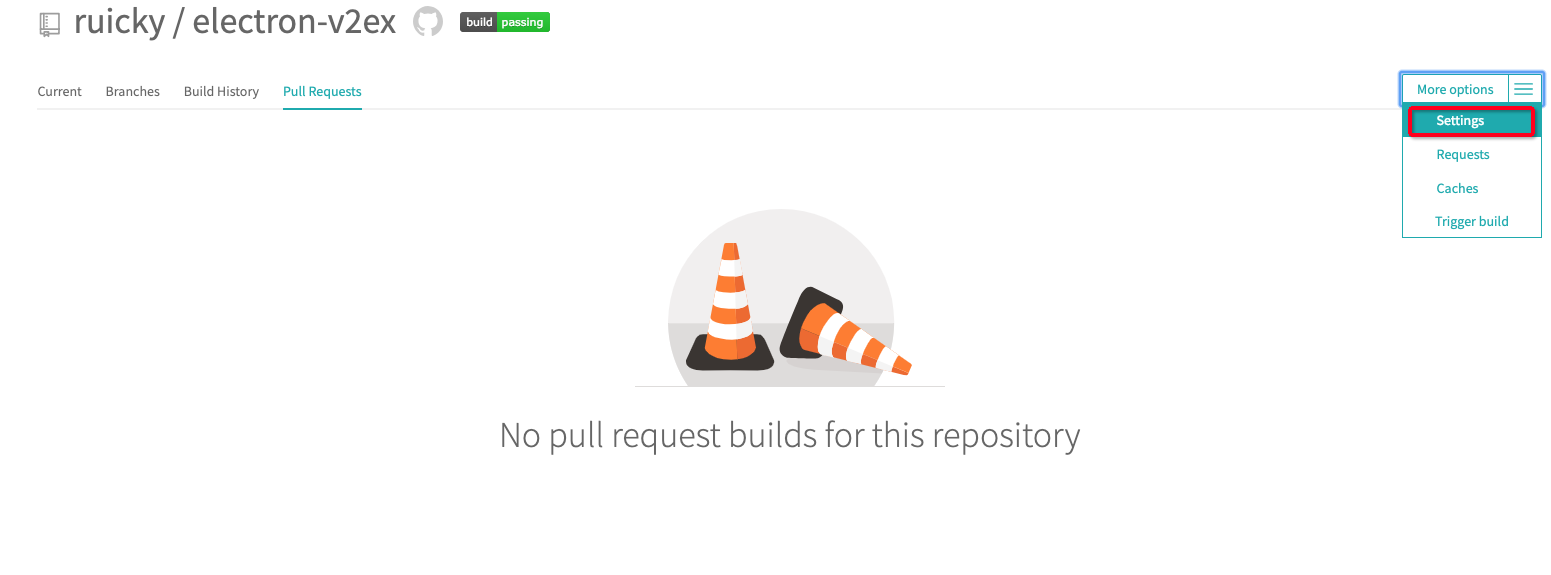 ruicky / electron-v2ex build passing
Current Branches Build History Pull Requests
More options
Settings
Requests
Caches
Trigger build
No pull request builds for this repository